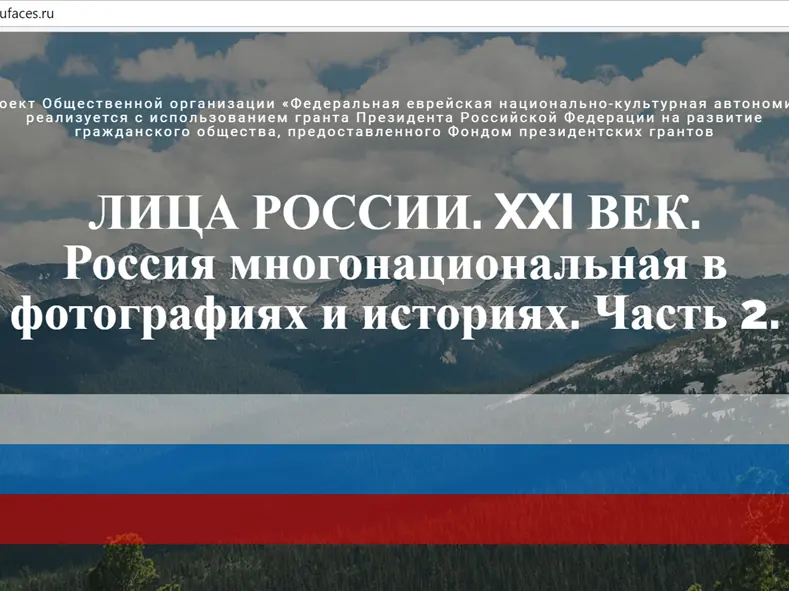 ufaces.ru
оект Общественной организации «Федеральная еврейская национально-культурная автономи
реализуется с использованием гранта Президента Российской Федерации на развитие
гражданского общества, предоставленного Фондом президентских грантов
ЛИЦА РОССИИ. XXI ВЕК.
Россия многонациональная в
фотографиях и историях. Часть 2.